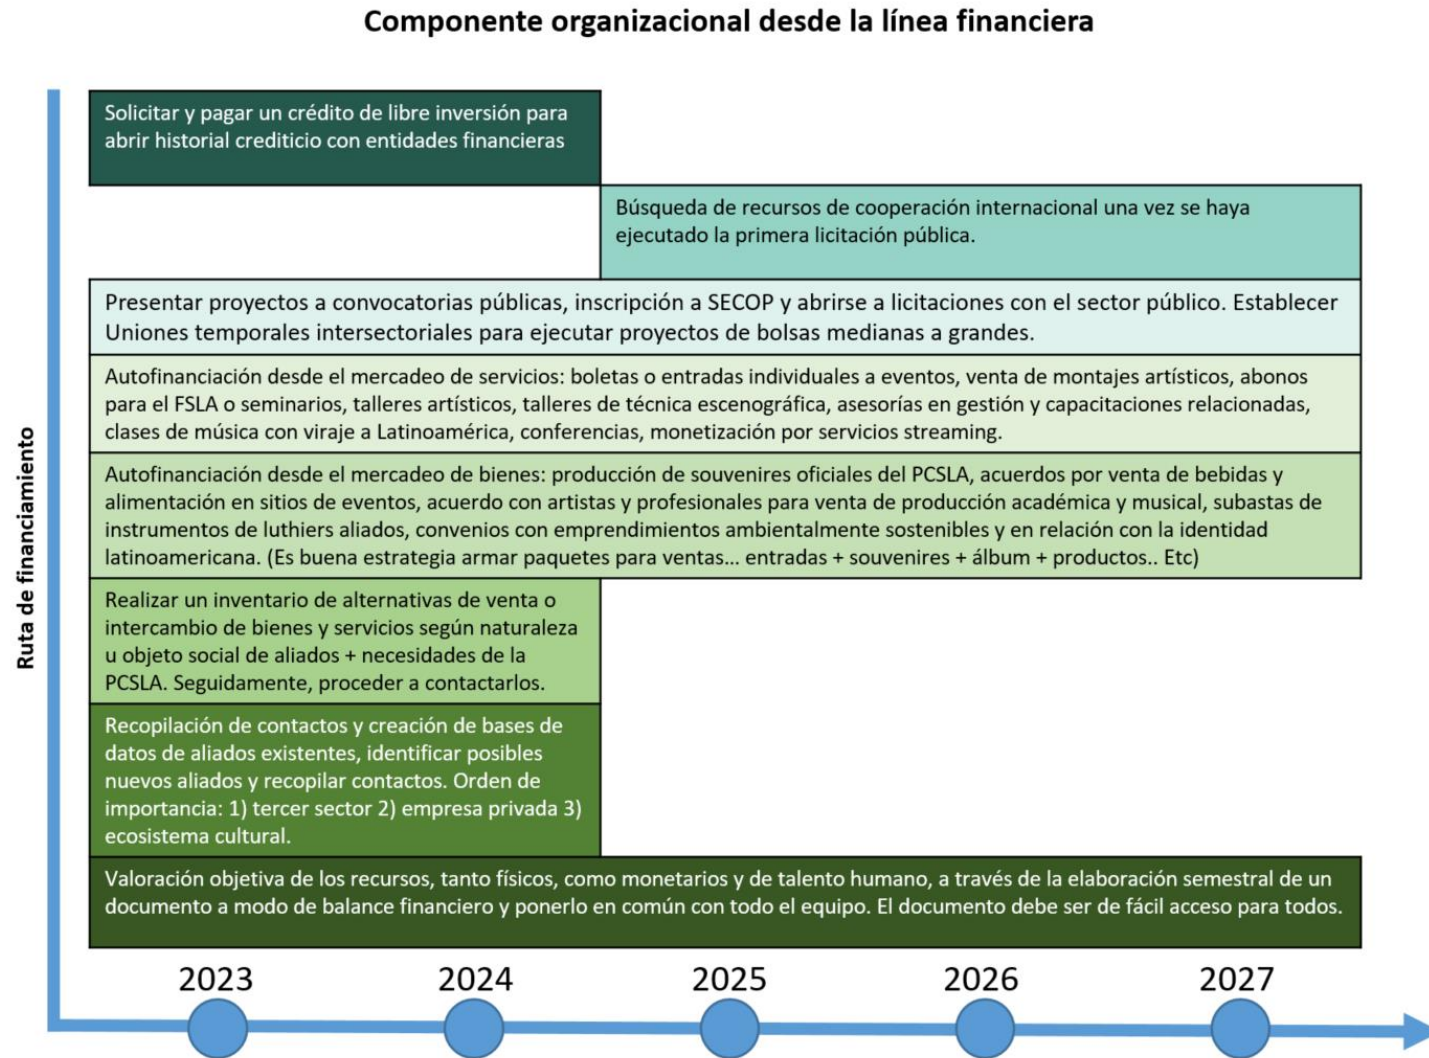 Componente organizacional desde la línea financiera
Solicitar y pagar un crédito de libre inversión para
abrir historial crediticio con entidades financieras
Búsqueda de recursos de cooperación internacional una vez se haya
ejecutado la primera licitación pública.
Presentar proyectos a convocatorias públicas, inscripción a SECOP y abrirse a licitaciones con el sector público. Establecer
Uniones temporales intersectoriales para ejecutar proyectos de bolsas medianas a grandes.
Autofinanciación desde el mercadeo de servicios: boletas o entradas individuales a eventos, venta de montajes artísticos, abonos
para el FSLA o seminarios, talleres artísticos, talleres de técnica escenográfica, asesorías en gestión y capacitaciones relacionadas,
clases de música con viraje a Latinoamérica, conferencias, monetización por servicios streaming.
Autofinanciación desde el mercadeo de bienes: producción de souvenires oficiales del PCSLA, acuerdos por venta de bebidas y
alimentación en sitios de eventos, acuerdo con artistas y profesionales para venta de producción académica y musical, subastas de
instrumentos de luthiers aliados, convenios con emprendimientos ambientalmente sostenibles y en relación con la identidad
latinoamericana. (Es buena estrategia armar paquetes para ventas... entradas + souvenires + álbum + productos.. Etc)
Realizar un inventario de alternativas de venta o
intercambio de bienes y servicios según naturaleza
u objeto social de aliados + necesidades de la
PCSLA. Seguidamente, proceder a contactarlos.
Recopilación de contactos y creación de bases de
datos de aliados existentes, identificar posibles
nuevos aliados y recopilar contactos. Orden de
importancia: 1) tercer sector 2) empresa privada 3)
ecosistema cultural.
Valoración objetiva de los recursos, tanto físicos, como monetarios y de talento humano, a través de la elaboración semestral de un
documento a modo de balance financiero y ponerlo en común con todo el equipo. El documento debe ser de fácil acceso para todos.
Ruta de financiamiento
2023 2024 2025 2026 2027